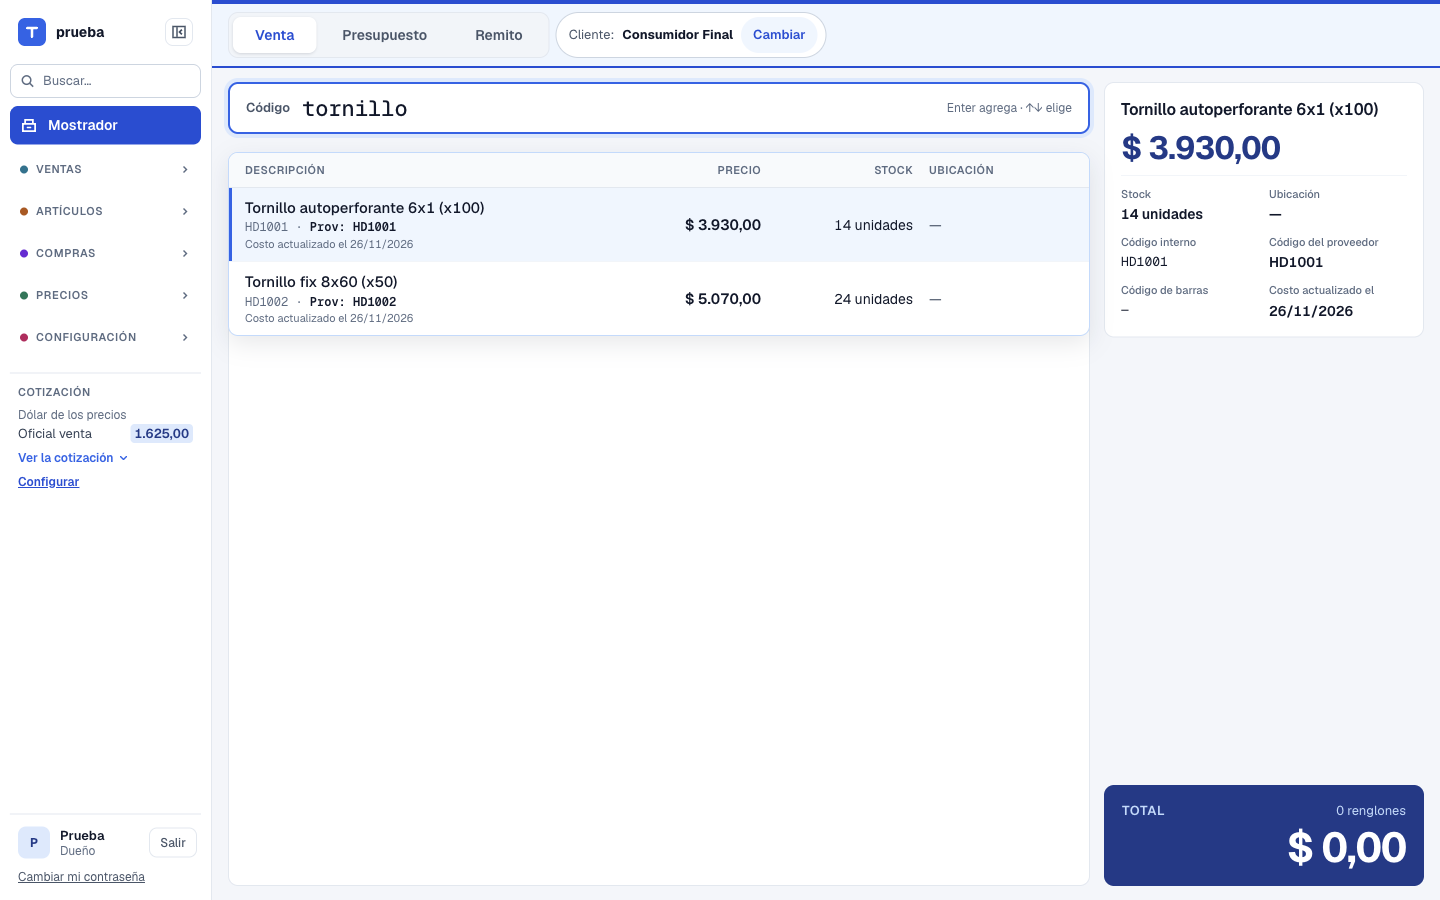 prueba
Buscar...
Mostrador
VENTAS
ARTÍCULOS
COMPRAS
PRECIOS
CONFIGURACIÓN
COTIZACIÓN
Dólar de los precios
Oficial venta 1.625,00
Ver la cotización
Configurar
P Prueba
Dueño
Salir
Cambiar mi contraseña
Venta Presupuesto Remito Cliente: Consumidor Final Cambiar
Código tornillo Enter agrega · ↑↓ elige
DESCRIPCIÓN PRECIO STOCK UBICACIÓN
Tornillo autoperforante 6x1 (x100)
HD1001 · Prov: HD1001 $ 3.930,00 14 unidades —
Costo actualizado el 26/11/2026
Tornillo fix 8x60 (x50)
HD1002 · Prov: HD1002 $ 5.070,00 24 unidades —
Costo actualizado el 26/11/2026
Tornillo autoperforante 6x1 (x100)
$ 3.930,00
Stock Ubicación
14 unidades —
Código interno Código del proveedor
HD1001 HD1001
Código de barras Costo actualizado el
— 26/11/2026
TOTAL 0 renglones
$ 0,00